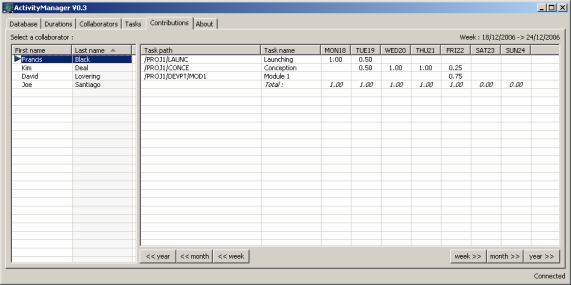 ActivityManager V0.3
Database Durations Collaborators Tasks Contributions About
Select a collaborator : Week : 18/12/2006 -> 24/12/2006
First name Last name Task path Task name MON18 TUE19 WED20 THU21 FRI22 SAT23 SUN24
Francis Black /PROJ1/LAUNC Launching 1.00 0.50
Kim Deal /PROJ1/CONCE Conception 0.50 1.00 1.00 0.25
David Lovering /PROJ1/DEVPT/MOD1 Module 1 0.75
Joe Santiago Total : 1.00 1.00 1.00 1.00 1.00 0.00 0.00
<< year << month << week week >> month >> year >>
Connected